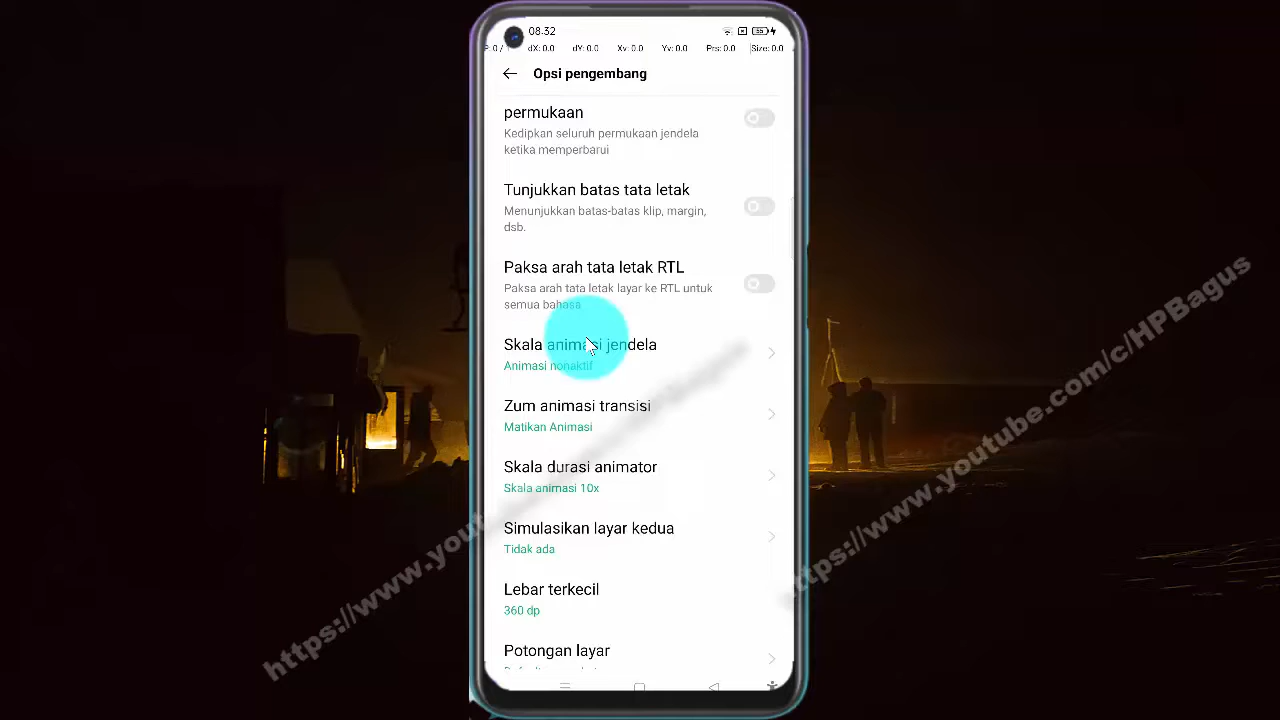 08.32
55
P: 0 / 1 dX: 0.0 dY: 0.0 Xv: 0.0 Yv: 0.0 Prs: 0.0 Size: 0.0
Opsi pengembang
permukaan
Kedipkan seluruh permukaan jendela
ketika memperbarui
Tunjukkan batas tata letak
Menunjukkan batas-batas klip, margin,
dsb.
Paksa arah tata letak RTL
Paksa arah tata letak layar ke RTL untuk
semua bahasa
Skala animasi jendela
Animasi nonaktif
Zum animasi transisi
Matikan Animasi
Skala durasi animator
Skala animasi 10x
Simulasikan layar kedua
Tidak ada
Lebar terkecil
360 dp
Potongan layar
https://www.youtube.com/c/HPBagus